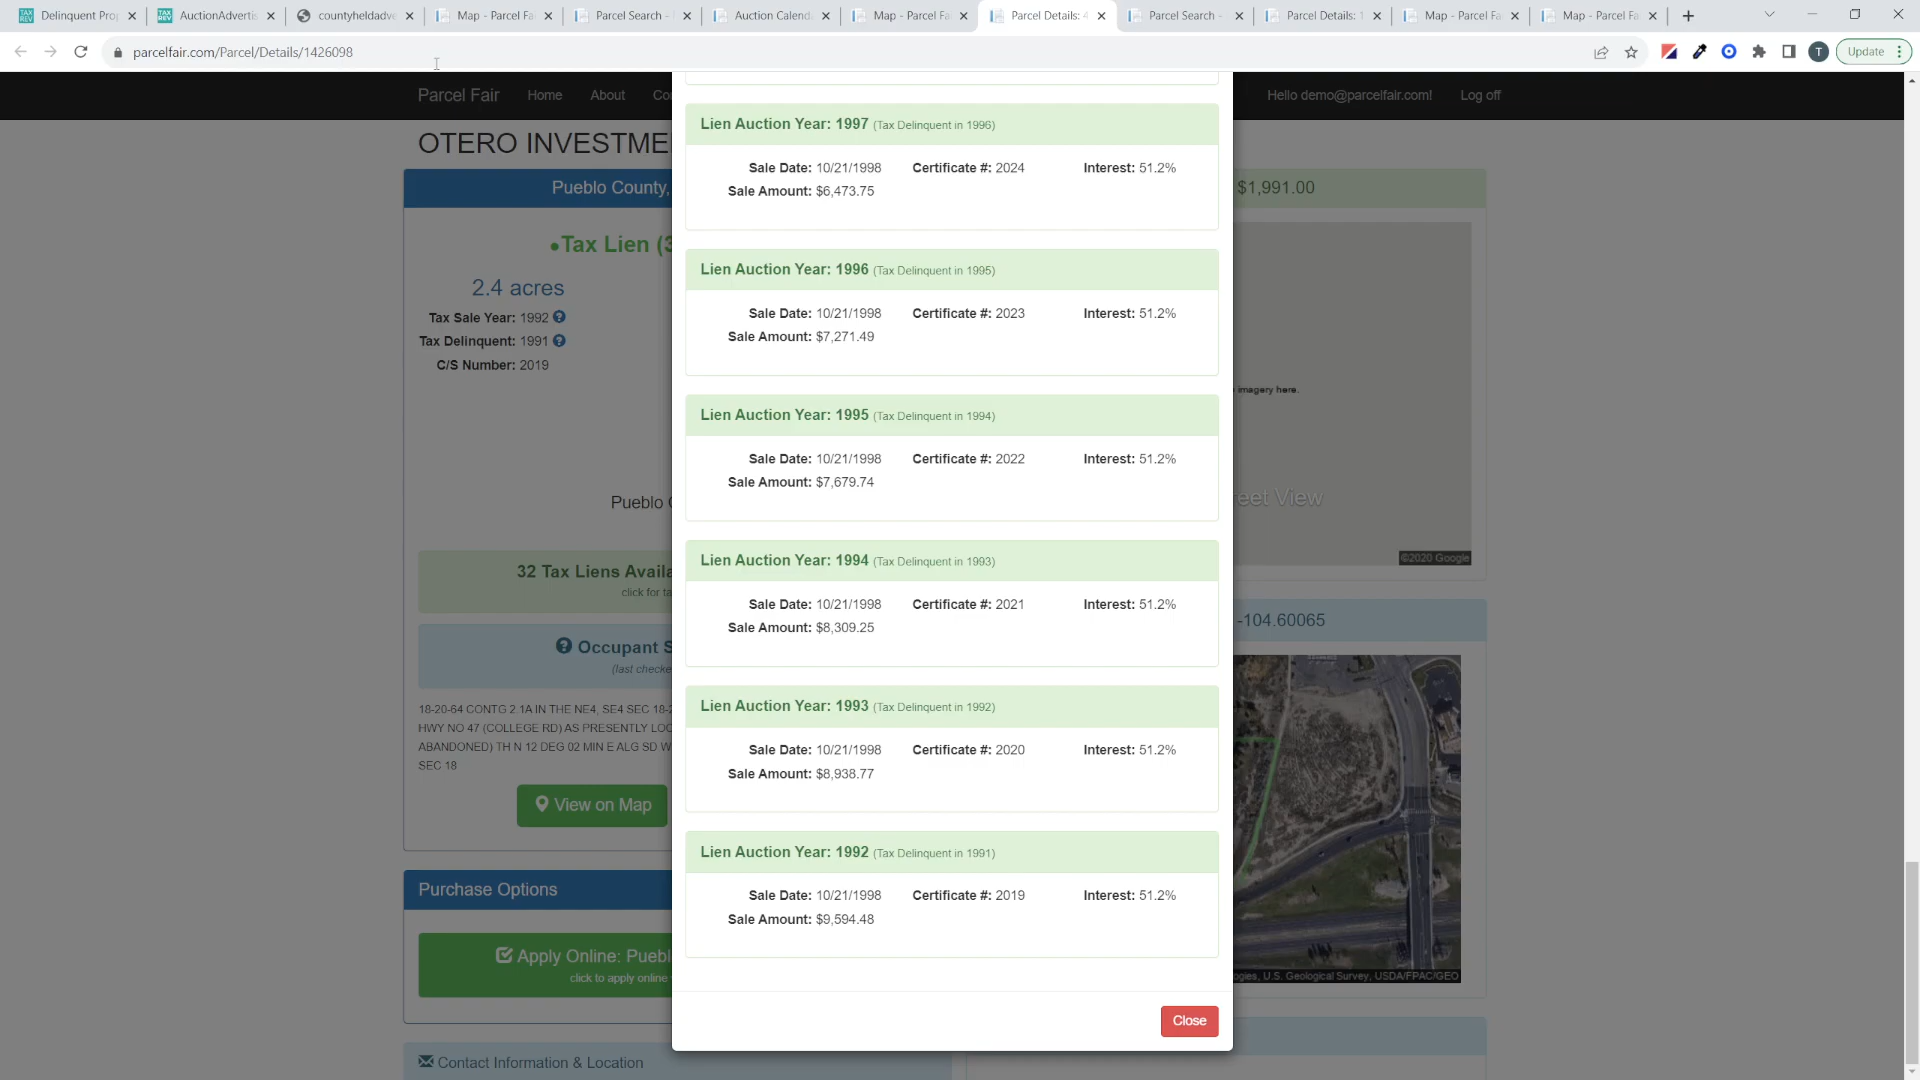 Delinquent Pro
AuctionAdvertis
countyheldadve
Map - Parcel Fa
Parcel Search -
Auction Calend
Map - Parcel Fa
Parcel Details: 4
Parcel Search -
Parcel Details: 1
Map - Parcel Fa
Map - Parcel Fa
parcelfair.com/Parcel/Details/1426098
T
Update
Parcel Fair Home About Co
Hello demo@parcelfair.com! Log off
OTERO INVESTME
Pueblo County,
$1,991.00
•Tax Lien (3
2.4 acres
Tax Sale Year: 1992
Tax Delinquent: 1991
C/S Number: 2019
Pueblo C
32 Tax Liens Availa
click for ta
Occupant S
(last checke
18-20-64 CONTG 2.1A IN THE NE4, SE4 SEC 18-2
HWY NO 47 (COLLEGE RD) AS PRESENTLY LOC
ABANDONED) TH N 12 DEG 02 MIN E ALG SD W
SEC 18
View on Map
Purchase Options
Apply Online: Puebl
click to apply online
Contact Information & Location
Lien Auction Year: 1997 (Tax Delinquent in 1996)
Sale Date: 10/21/1998 Certificate #: 2024 Interest: 51.2%
Sale Amount: $6,473.75
Lien Auction Year: 1996 (Tax Delinquent in 1995)
Sale Date: 10/21/1998 Certificate #: 2023 Interest: 51.2%
Sale Amount: $7,271.49
Lien Auction Year: 1995 (Tax Delinquent in 1994)
Sale Date: 10/21/1998 Certificate #: 2022 Interest: 51.2%
Sale Amount: $7,679.74
Lien Auction Year: 1994 (Tax Delinquent in 1993)
Sale Date: 10/21/1998 Certificate #: 2021 Interest: 51.2%
Sale Amount: $8,309.25
Lien Auction Year: 1993 (Tax Delinquent in 1992)
Sale Date: 10/21/1998 Certificate #: 2020 Interest: 51.2%
Sale Amount: $8,938.77
Lien Auction Year: 1992 (Tax Delinquent in 1991)
Sale Date: 10/21/1998 Certificate #: 2019 Interest: 51.2%
Sale Amount: $9,594.48
Close
imagery here.
eet View
©2020 Google
-104.60065
ogies, U.S. Geological Survey, USDA/FPAC/GEO